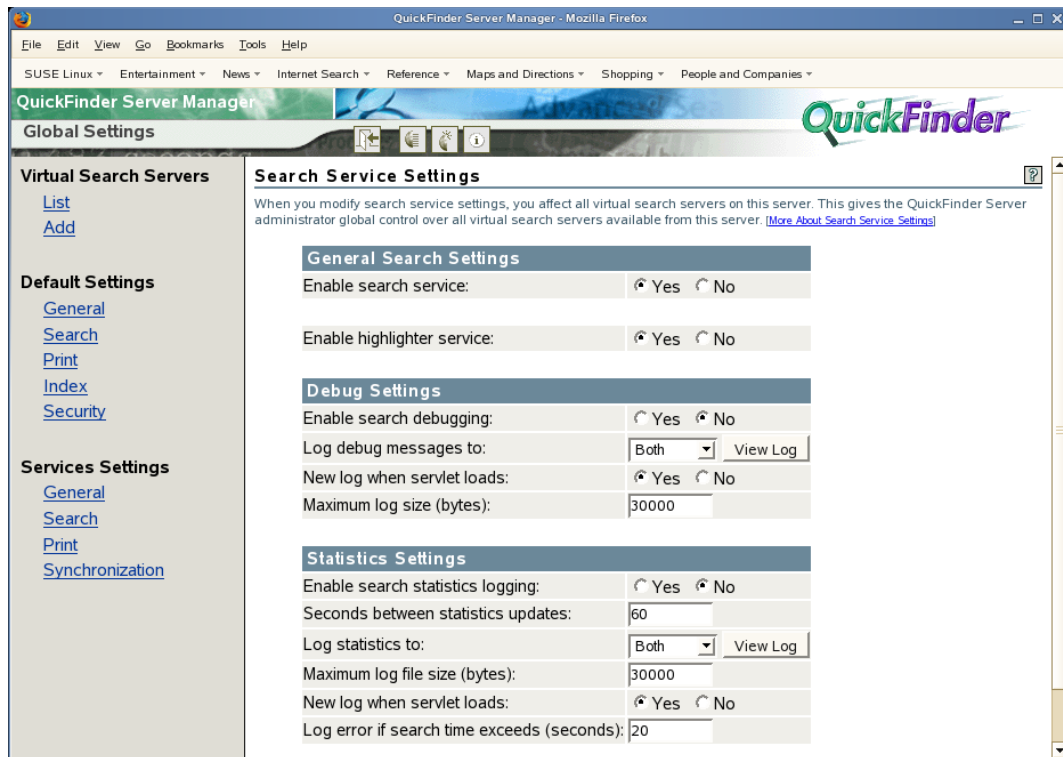 QuickFinder Server Manager - Mozilla Firefox
File Edit View Go Bookmarks Tools Help
SUSE Linux Entertainment News Internet Search Reference Maps and Directions Shopping People and Companies
QuickFinder Server Manager
Advanced Sea
QuickFinder
Global Settings
Virtual Search Servers
List
Add
Default Settings
General
Search
Print
Index
Security
Services Settings
General
Search
Print
Synchronization
Search Service Settings
When you modify search service settings, you affect all virtual search servers on this server. This gives the QuickFinder Server
administrator global control over all virtual search servers available from this server. [More About Search Service Settings]
General Search Settings
Enable search service: Yes No
Enable highlighter service: Yes No
Debug Settings
Enable search debugging: Yes No
Log debug messages to: Both View Log
New log when servlet loads: Yes No
Maximum log size (bytes): 30000
Statistics Settings
Enable search statistics logging: Yes No
Seconds between statistics updates: 60
Log statistics to: Both View Log
Maximum log file size (bytes): 30000
New log when servlet loads: Yes No
Log error if search time exceeds (seconds): 20